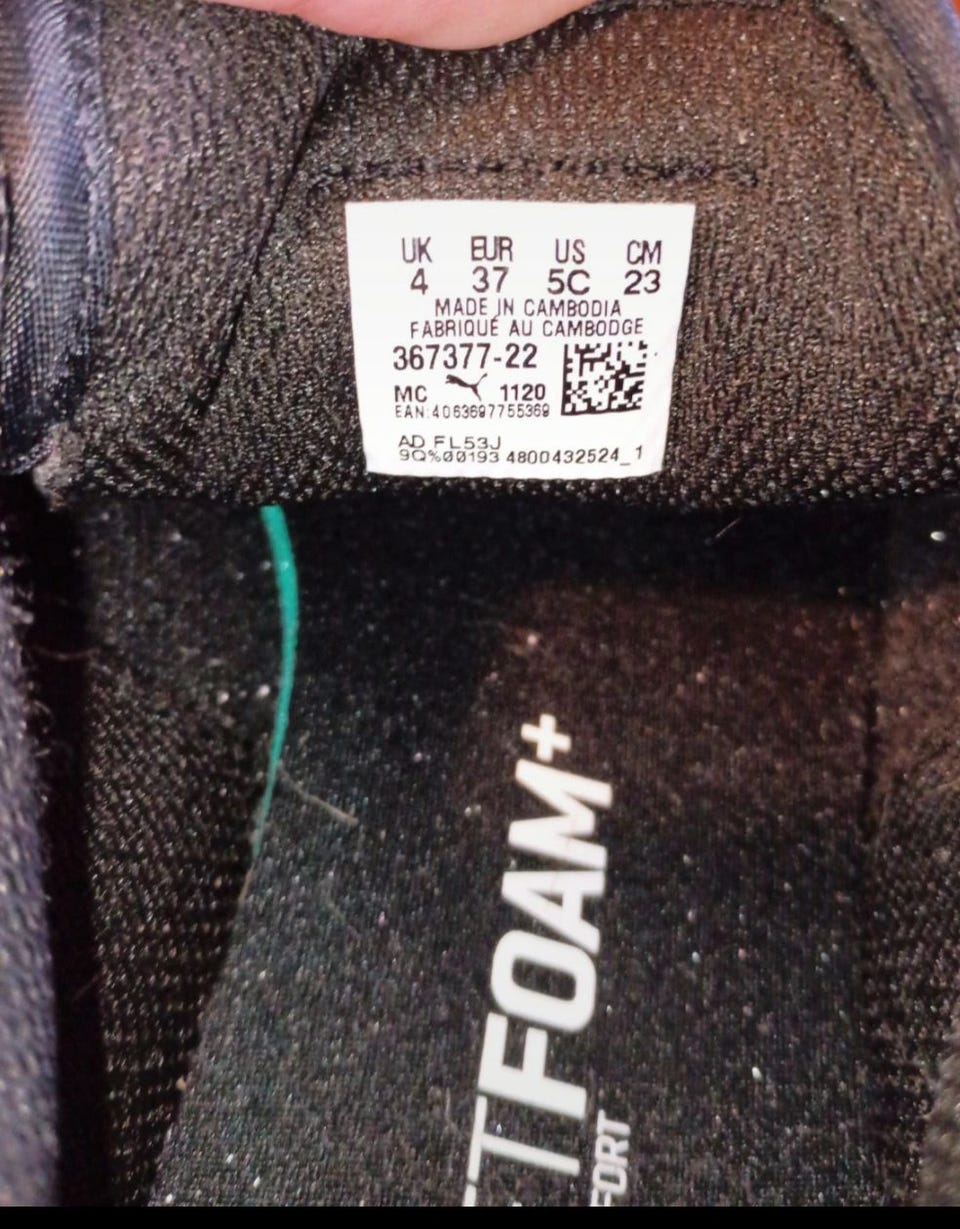 UK EUR US CM
4 37 5C 23
MADE IN CAMBODIA
FABRIQUÉ AU CAMBODGE
367377-22
MC 1120
EAN:4063697755369
AD FL53J
9Q%00193 4800432524_1
TFOAM+
FORT